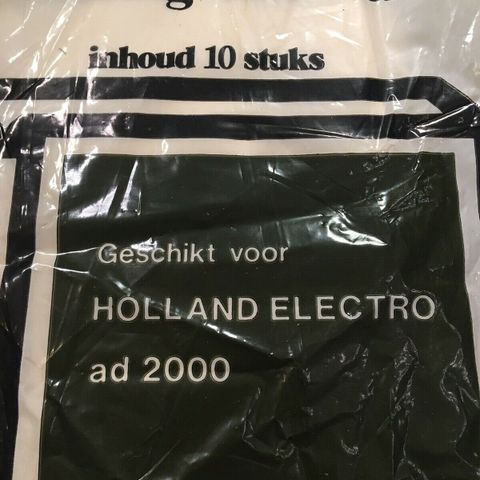 inhoud 10 stuks
Geschikt voor
HOLLAND ELECTRO
ad 2000